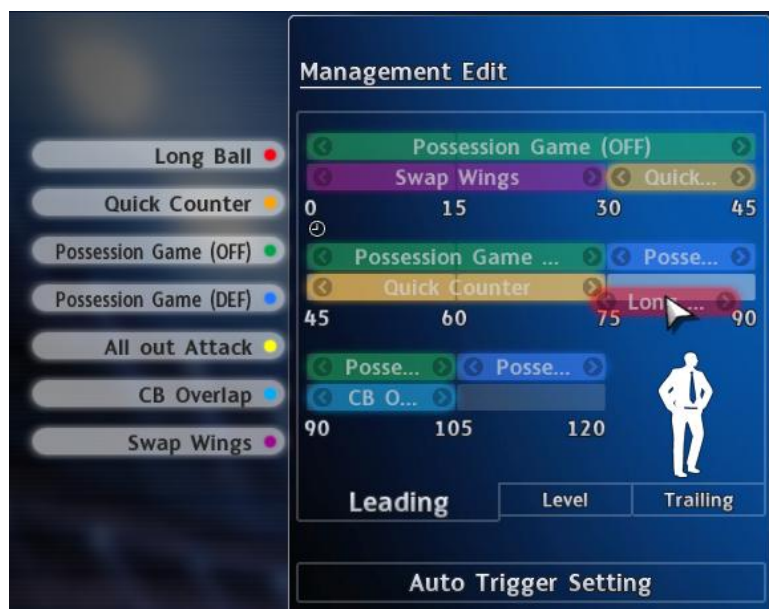 Management Edit
Long Ball
Quick Counter
Possession Game (OFF)
Possession Game (DEF)
All out Attack
CB Overlap
Swap Wings
Possession Game (OFF)
Swap Wings Quick...
0 15 30 45
Possession Game ... Posse...
Quick Counter Long ...
45 60 75 90
Posse... Posse...
CB O...
90 105 120
Leading Level Trailing
Auto Trigger Setting